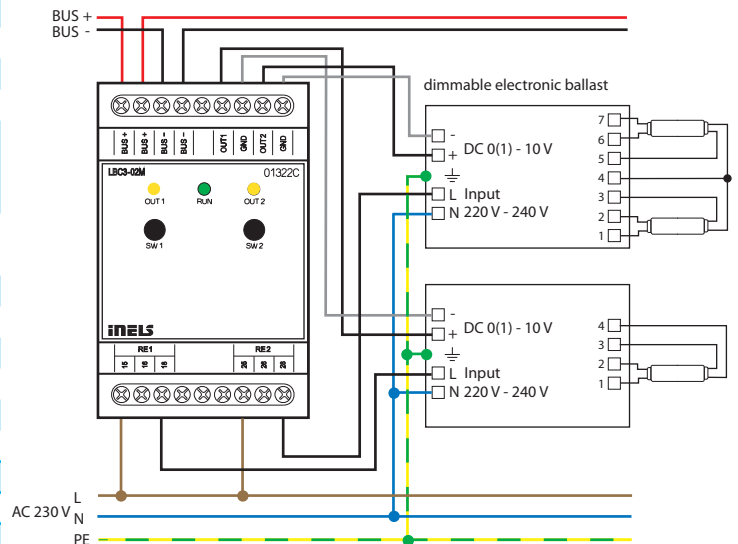 BUS +
BUS -
dimmable electronic ballast
BUS +
BUS +
BUS -
BUS -
OUT1
GND
OUT2
GND
LBC3-02M
01322C
OUT 1
RUN
OUT 2
SW 1
SW 2
iNELS
RE1
RE2
15
16
18
25
26
28
- 
+ DC 0(1) - 10 V
L Input
N 220 V - 240 V
7
6
5
4
3
2
1
-
+ DC 0(1) - 10 V
L Input
N 220 V - 240 V
4
3
2
1
L
AC 230 V N
PE